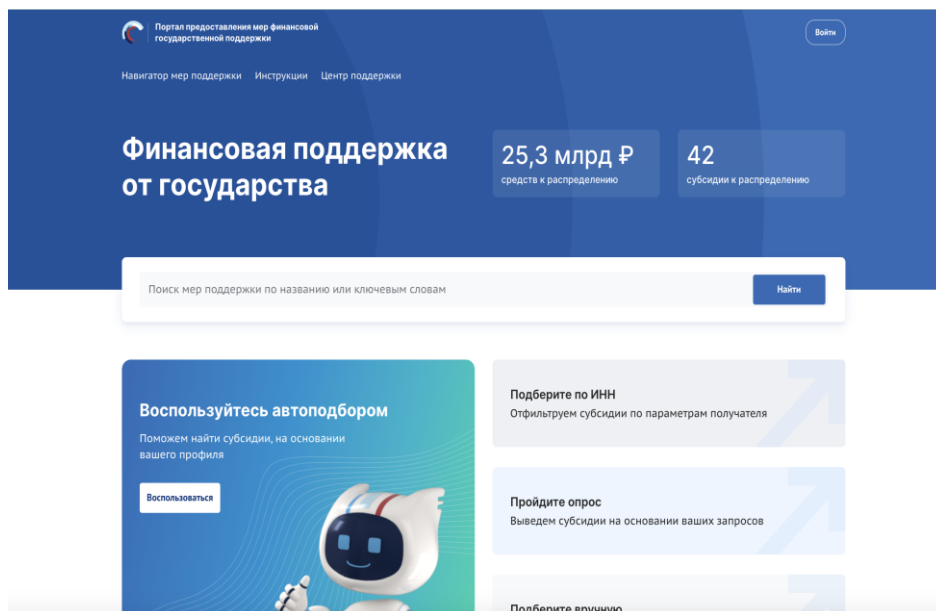 Портал предоставления мер финансовой
государственной поддержки
Войти
Навигатор мер поддержки Инструкции Центр поддержки
Финансовая поддержка
от государства
25,3 млрд ₽
средств к распределению
42
субсидии к распределению
Поиск мер поддержки по названию или ключевым словам
Найти
Воспользуйтесь автоподбором
Поможем найти субсидии, на основании
вашего профиля
Воспользоваться
Подберите по ИНН
Отфильтруем субсидии по параметрам получателя
Пройдите опрос
Выведем субсидии на основании ваших запросов
Подберите вручную